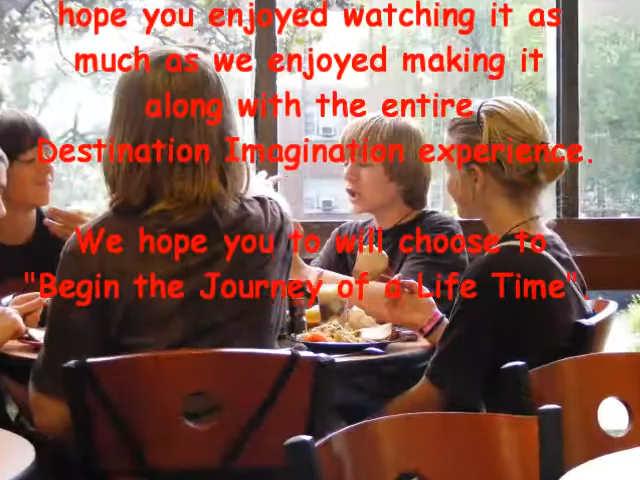 hope you enjoyed watching it as
much as we enjoyed making it
along with the entire
Destination Imagination experience.
We hope you to will choose to
"Begin the Journey of a Life Time".